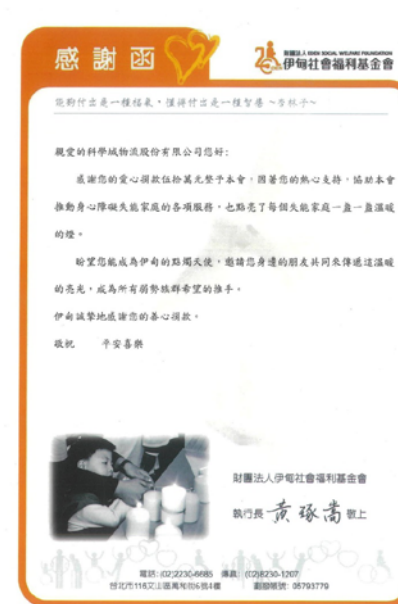 感謝函
財團法人 EDEN SOCIAL WELFARE FOUNDATION
伊甸社會福利基金會
能夠付出是一種福氣，懂得付出是一種智慧 ~杏林子~
親愛的科學城物流股份有限公司您好：
感謝您的愛心捐款伍拾萬元整予本會，因著您的熱心支持，協助本會
推動身心障礙失能家庭的各項服務，也點亮了每個失能家庭一盞一盞溫暖
的燈。
盼望您能成為伊甸的點燭天使，邀請您身邊的朋友共同來傳遞這溫暖
的亮光，成為所有弱勢族群希望的推手。
伊甸誠摯地感謝您的善心捐款。
敬祝 平安喜樂
財團法人伊甸社會福利基金會
執行長 黃琢嵩 敬上
電話: (02)2230-6685 傳真: (02)8230-1207
台北市116文山區萬和街6號4樓 劃撥帳號: 05793779